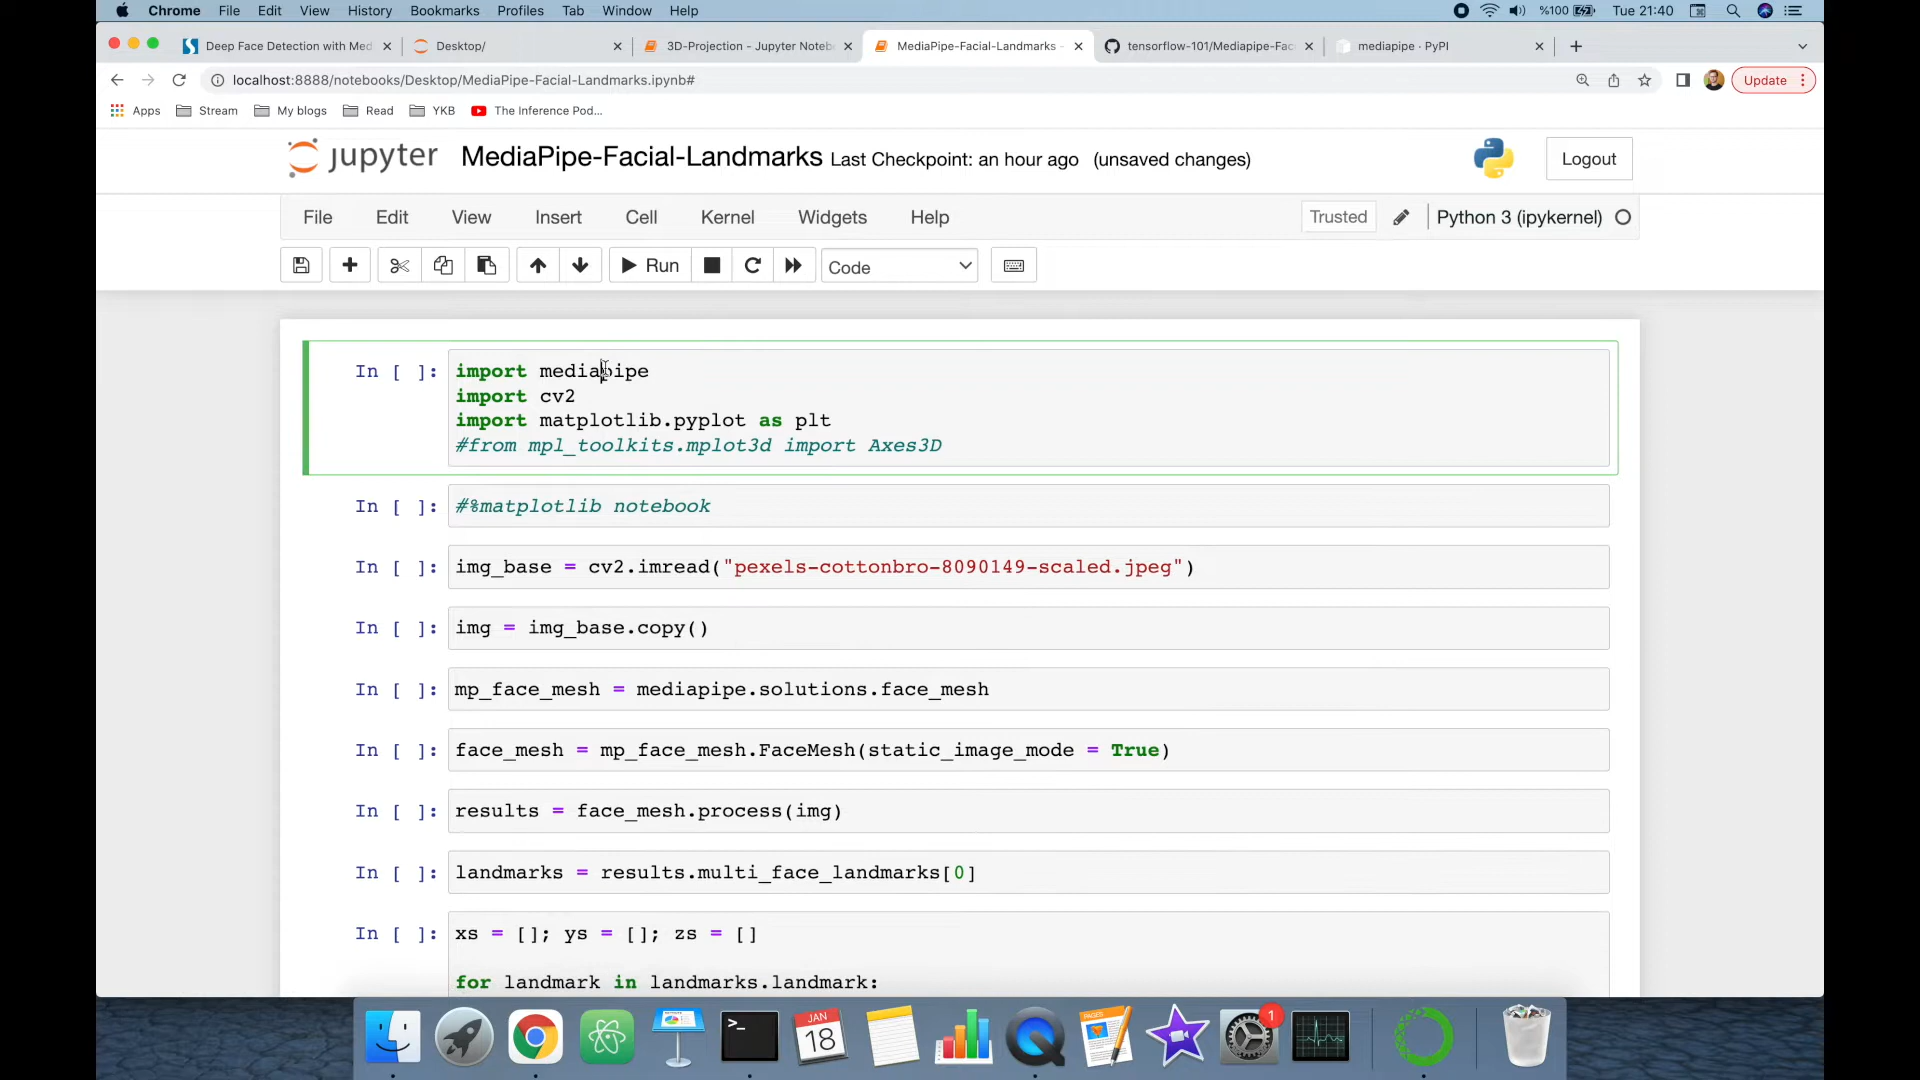 Chrome File Edit View History Bookmarks Profiles Tab Window Help %100 Tue 21:40
Deep Face Detection with Med Desktop/ 3D-Projection - Jupyter Noteb MediaPipe-Facial-Landmarks - tensorflow-101/Mediapipe-Fac mediapipe · PyPI
localhost:8888/notebooks/Desktop/MediaPipe-Facial-Landmarks.ipynb# Update
Apps Stream My blogs Read YKB The Inference Pod...
jupyter MediaPipe-Facial-Landmarks Last Checkpoint: an hour ago (unsaved changes) Logout
File Edit View Insert Cell Kernel Widgets Help Trusted Python 3 (ipykernel)
Run Code
In [ ]: import mediapipe
import cv2
import matplotlib.pyplot as plt
#from mpl_toolkits.mplot3d import Axes3D
In [ ]: #%matplotlib notebook
In [ ]: img_base = cv2.imread("pexels-cottonbro-8090149-scaled.jpeg")
In [ ]: img = img_base.copy()
In [ ]: mp_face_mesh = mediapipe.solutions.face_mesh
In [ ]: face_mesh = mp_face_mesh.FaceMesh(static_image_mode = True)
In [ ]: results = face_mesh.process(img)
In [ ]: landmarks = results.multi_face_landmarks[0]
In [ ]: xs = []; ys = []; zs = []
for landmark in landmarks.landmark:
JAN
18
PAGES
1